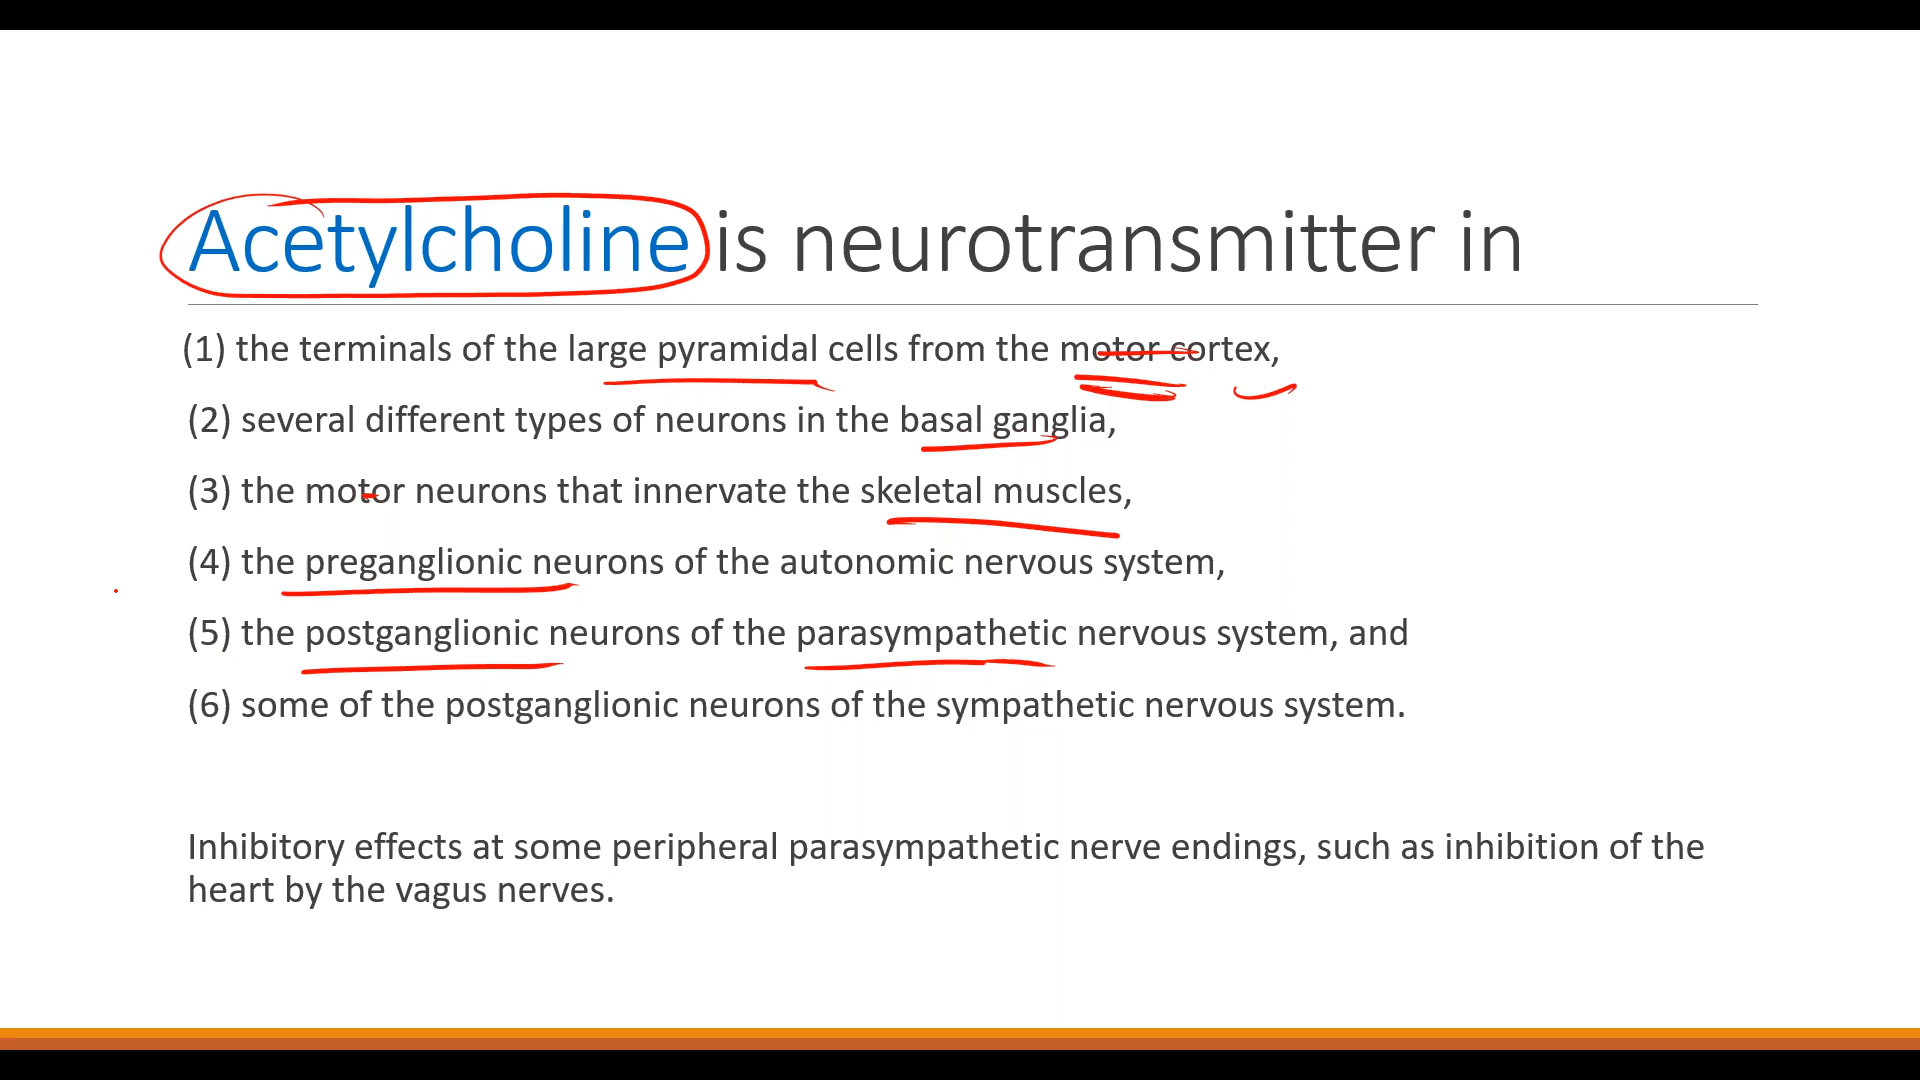 Acetylcholine is neurotransmitter in
(1) the terminals of the large pyramidal cells from the motor cortex,
(2) several different types of neurons in the basal ganglia,
(3) the motor neurons that innervate the skeletal muscles,
(4) the preganglionic neurons of the autonomic nervous system,
(5) the postganglionic neurons of the parasympathetic nervous system, and
(6) some of the postganglionic neurons of the sympathetic nervous system.
Inhibitory effects at some peripheral parasympathetic nerve endings, such as inhibition of the
heart by the vagus nerves.